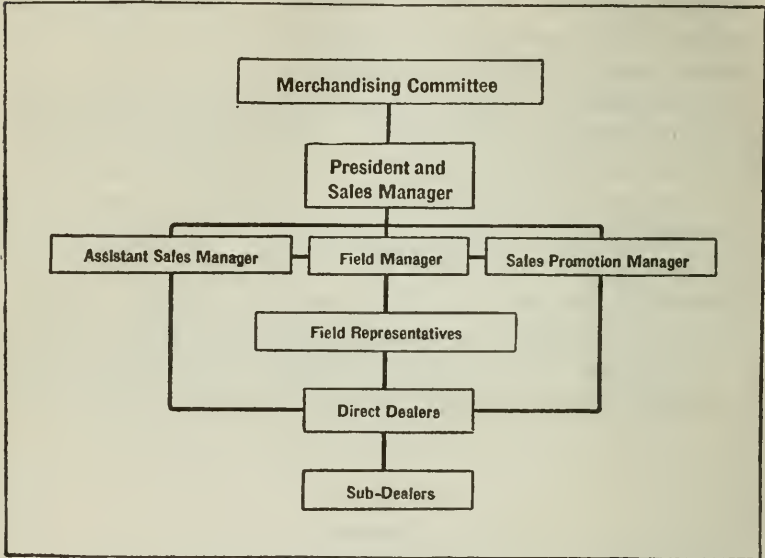 Merchandising Committee
President and
Sales Manager
Assistant Sales Manager
Field Manager
Sales Promotion Manager
Field Representatives
Direct Dealers
Sub-Dealers